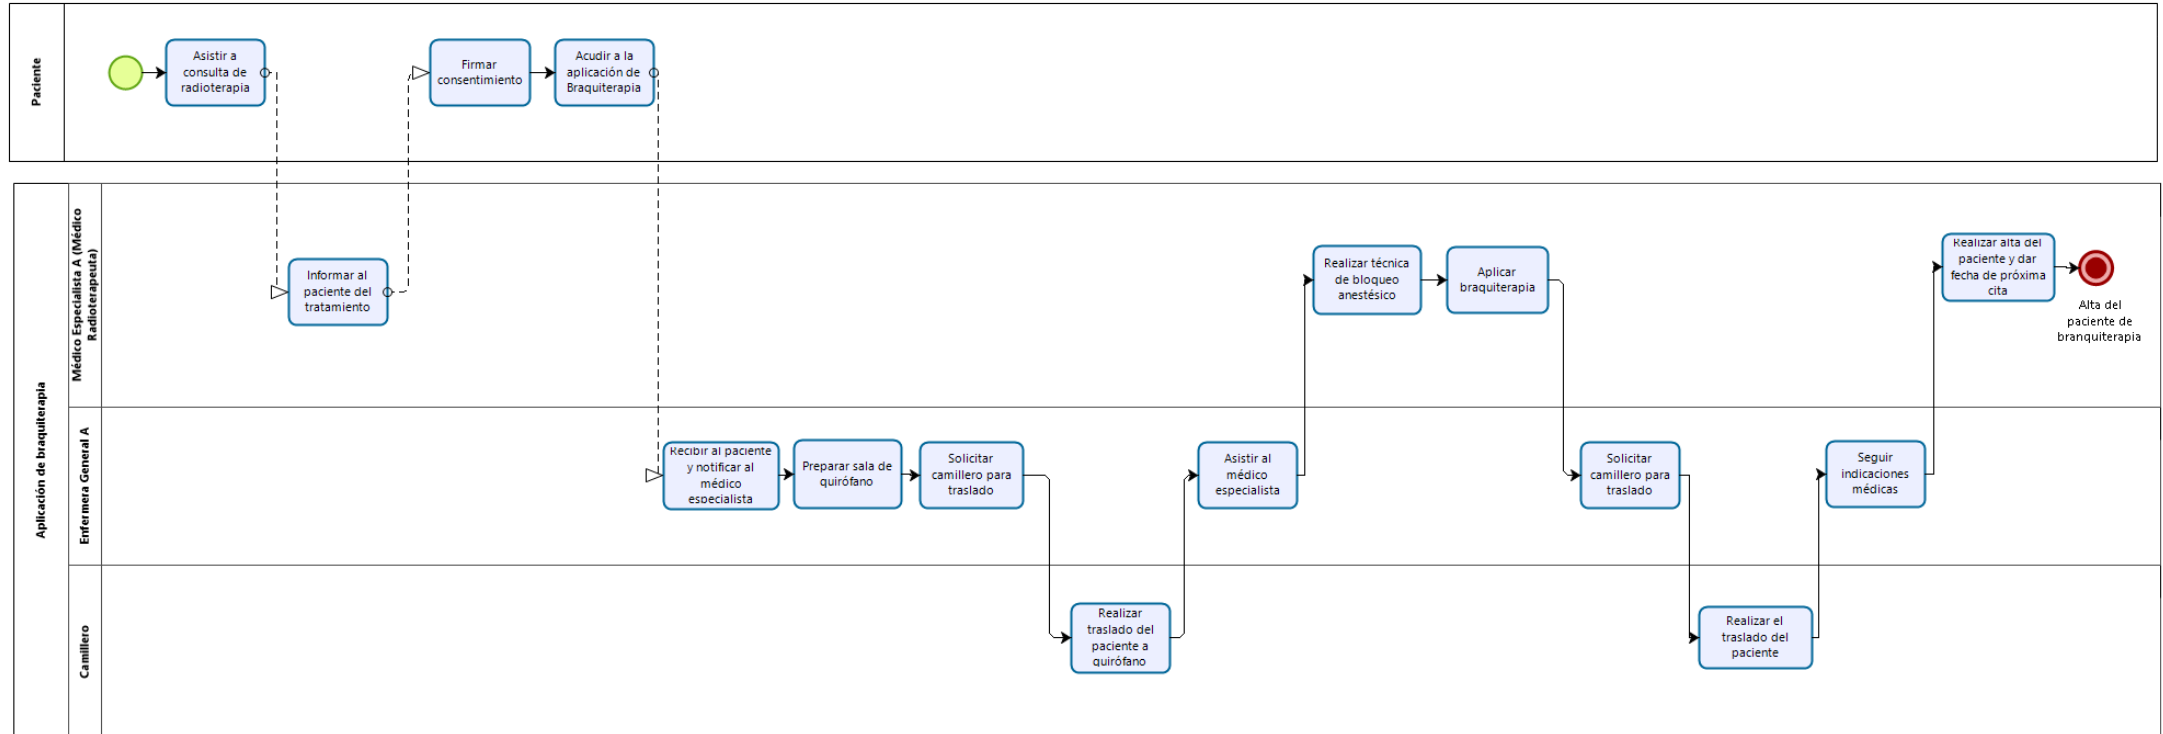 Paciente
Asistir a
consulta de
radioterapia
Firmar
consentimiento
Acudir a la
aplicación de
Braquiterapia
Aplicación de braquiterapia
Médico Especialista A (Médico
Radioterapeuta)
Informar al
paciente del
tratamiento
Realizar técnica
de bloqueo
anestésico
Aplicar
braquiterapia
Realizar alta del
paciente y dar
fecha de próxima
cita
Alta del
paciente de
branquiterapia
Enfermera General A
Recibir al paciente
y notificar al
médico
especialista
Preparar sala de
quirófano
Solicitar
camillero para
traslado
Asistir al
médico
especialista
Solicitar
camillero para
traslado
Seguir
indicaciones
médicas
Camillero
Realizar
traslado del
paciente a
quirófano
Realizar el
traslado del
paciente